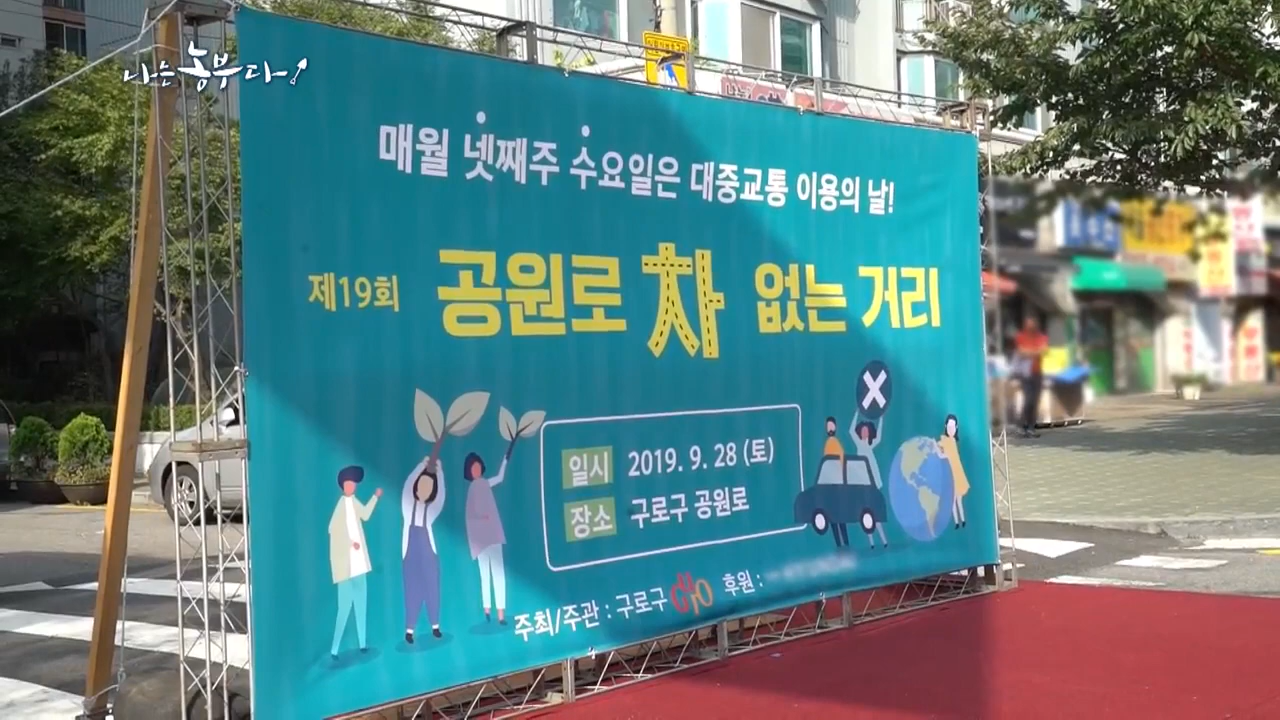 나는 농부다!
매월 넷째주 수요일은 대중교통 이용의 날!
제19회 공원로 차 없는 거리
일시 2019. 9. 28 (토)
장소 구로구 공원로
주최/주관 : 구로구 후원 :